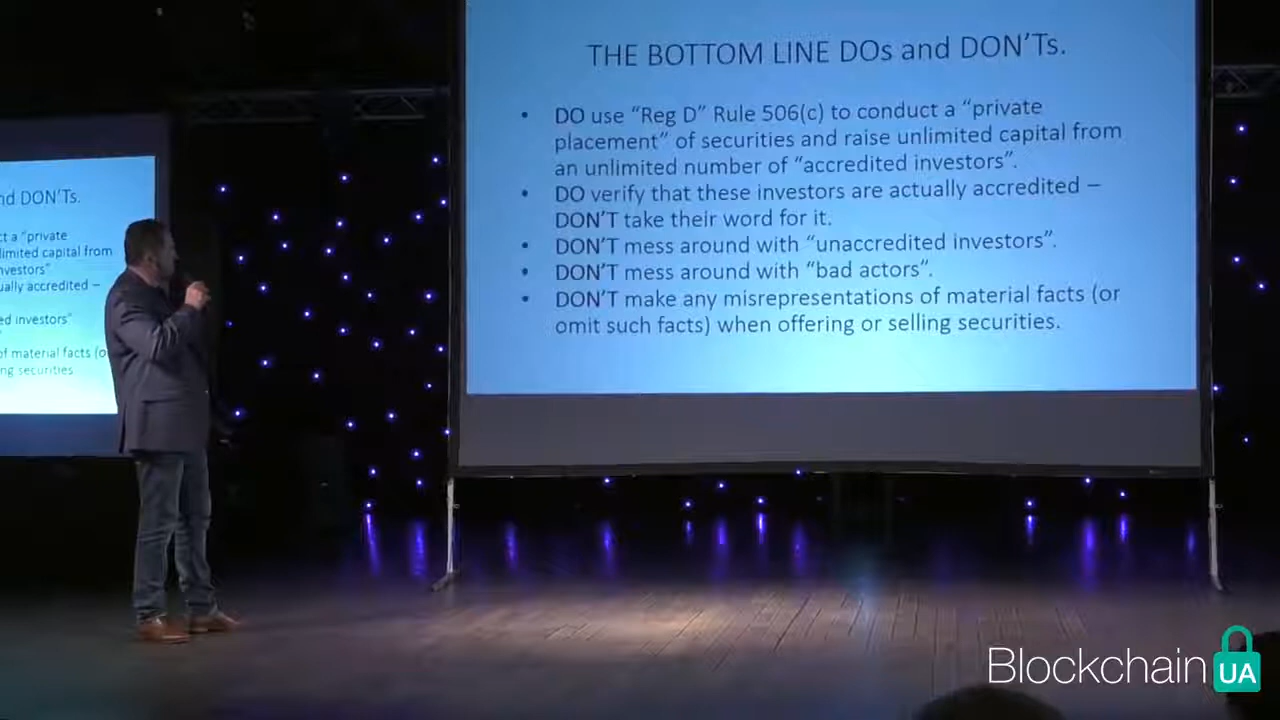 THE BOTTOM LINE DOs and DON'Ts.
• DO use “Reg D” Rule 506(c) to conduct a “private
placement” of securities and raise unlimited capital from
an unlimited number of “accredited investors”.
• DO verify that these investors are actually accredited –
DON'T take their word for it.
• DON'T mess around with “unaccredited investors”.
• DON'T mess around with “bad actors”.
• DON'T make any misrepresentations of material facts (or
omit such facts) when offering or selling securities.
nd DON'Ts.
ct a “private
limited capital from
nvestors”
ually accredited –
ed investors”
of material facts (o
ng securities
Blockchain UA